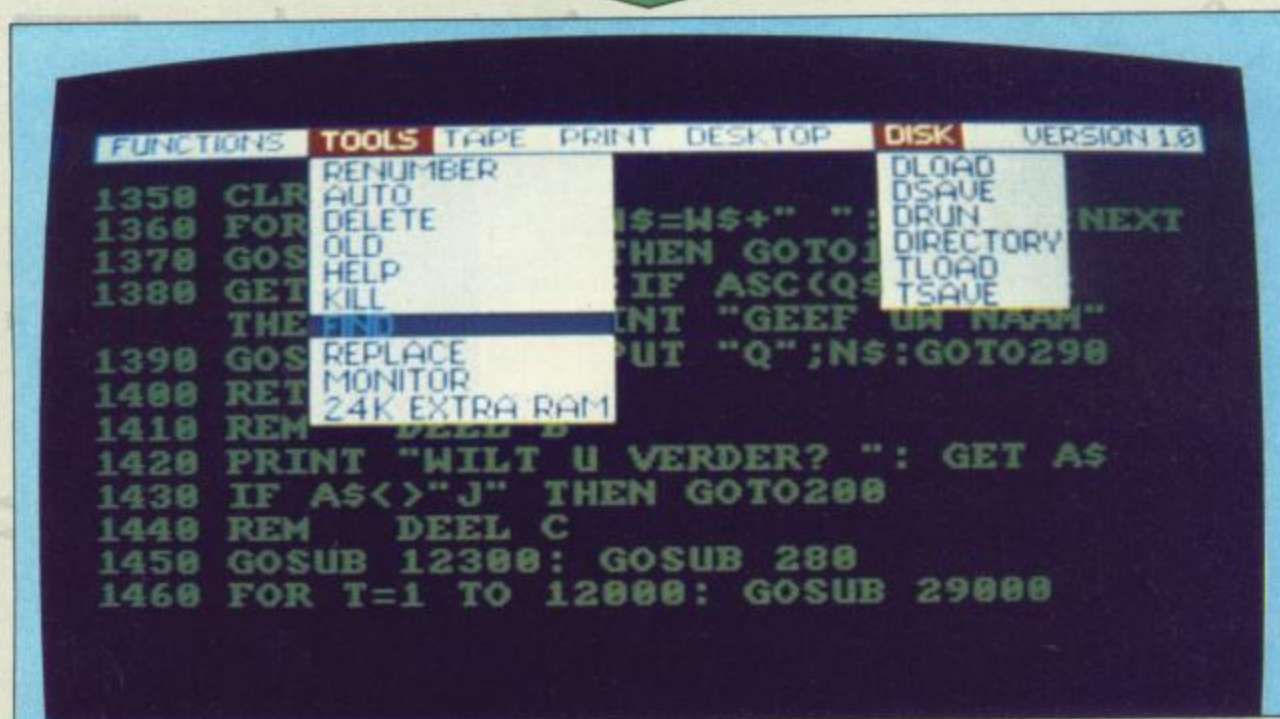 FUNCTIONS TOOLS TAPE PRINT DESKTOP DISK VERSION 1.0
RENUMBER
AUTO
DELETE
OLD
HELP
KILL
FIND
REPLACE
MONITOR
24K EXTRA RAM
DLOAD
DSAVE
DRUN
DIRECTORY
TLOAD
TSAVE
1350 CLR
1360 FOR $=W$+" ": NEXT
1370 GOS THEN GOTO1
1380 GET IF ASC(Q$
THE INT "GEEF UW NAAM"
1390 GOS PUT "Q";N$:GOTO290
1400 RET
1410 REM DEEL B
1420 PRINT "WILT U VERDER? ": GET A$
1430 IF A$<>"J" THEN GOTO200
1440 REM DEEL C
1450 GOSUB 12300: GOSUB 280
1460 FOR T=1 TO 12000: GOSUB 29000